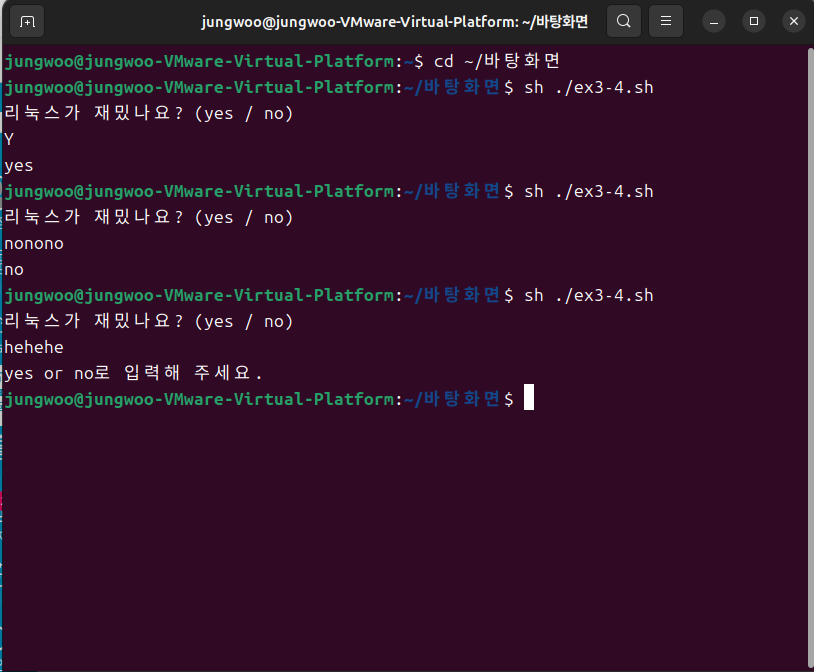 jungwoo@jungwoo-VMware-Virtual-Platform: ~/바탕화면
jungwoo@jungwoo-VMware-Virtual-Platform:~$ cd ~/바탕화면
jungwoo@jungwoo-VMware-Virtual-Platform:~/바탕화면$ sh ./ex3-4.sh
리눅스가 재밌나요? (yes / no)
Y
yes
jungwoo@jungwoo-VMware-Virtual-Platform:~/바탕화면$ sh ./ex3-4.sh
리눅스가 재밌나요? (yes / no)
nonono
no
jungwoo@jungwoo-VMware-Virtual-Platform:~/바탕화면$ sh ./ex3-4.sh
리눅스가 재밌나요? (yes / no)
hehehe
yes or no로 입력해 주세요.
jungwoo@jungwoo-VMware-Virtual-Platform:~/바탕화면$